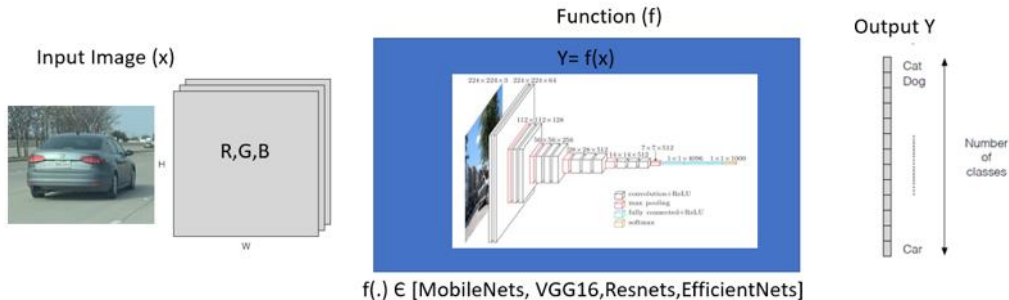 Input Image (x)
R,G,B
H
W
Function (f)
Y= f(x)
224×224×3 224×224×64
112×112×128
56×56×256
28×28×512
14×14×512
7×7×512
1×1×4096 1×1×1000
convolution+ReLU
max pooling
fully connected+ReLU
softmax
f(.) Є [MobileNets, VGG16,Resnets,EfficientNets]
Output Y
Cat
Dog
Number
of
classes
Car